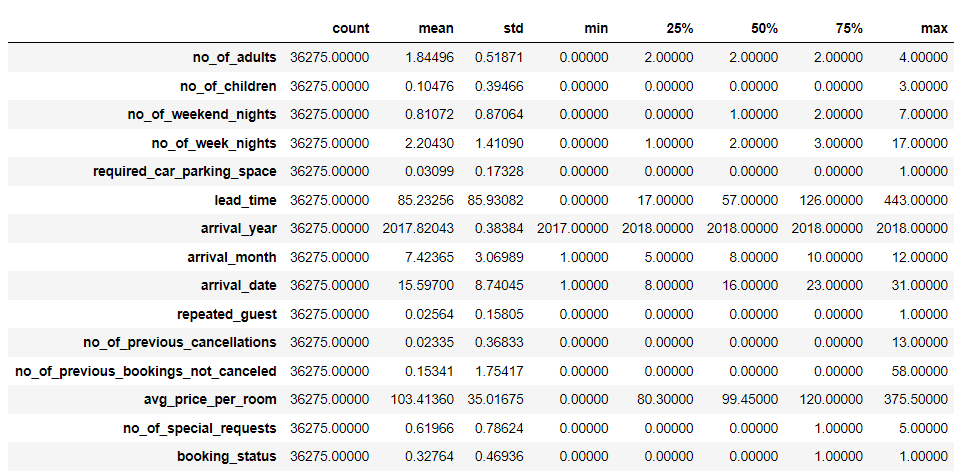 count mean std min 25% 50% 75% max
no_of_adults 36275.00000 1.84496 0.51871 0.00000 2.00000 2.00000 2.00000 4.00000
no_of_children 36275.00000 0.10476 0.39466 0.00000 0.00000 0.00000 0.00000 3.00000
no_of_weekend_nights 36275.00000 0.81072 0.87064 0.00000 0.00000 1.00000 2.00000 7.00000
no_of_week_nights 36275.00000 2.20430 1.41090 0.00000 1.00000 2.00000 3.00000 17.00000
required_car_parking_space 36275.00000 0.03099 0.17328 0.00000 0.00000 0.00000 0.00000 1.00000
lead_time 36275.00000 85.23256 85.93082 0.00000 17.00000 57.00000 126.00000 443.00000
arrival_year 36275.00000 2017.82043 0.38384 2017.00000 2018.00000 2018.00000 2018.00000 2018.00000
arrival_month 36275.00000 7.42365 3.06989 1.00000 5.00000 8.00000 10.00000 12.00000
arrival_date 36275.00000 15.59700 8.74045 1.00000 8.00000 16.00000 23.00000 31.00000
repeated_guest 36275.00000 0.02564 0.15805 0.00000 0.00000 0.00000 0.00000 1.00000
no_of_previous_cancellations 36275.00000 0.02335 0.36833 0.00000 0.00000 0.00000 0.00000 13.00000
no_of_previous_bookings_not_canceled 36275.00000 0.15341 1.75417 0.00000 0.00000 0.00000 0.00000 58.00000
avg_price_per_room 36275.00000 103.41360 35.01675 0.00000 80.30000 99.45000 120.00000 375.50000
no_of_special_requests 36275.00000 0.61966 0.78624 0.00000 0.00000 0.00000 1.00000 5.00000
booking_status 36275.00000 0.32764 0.46936 0.00000 0.00000 0.00000 1.00000 1.00000